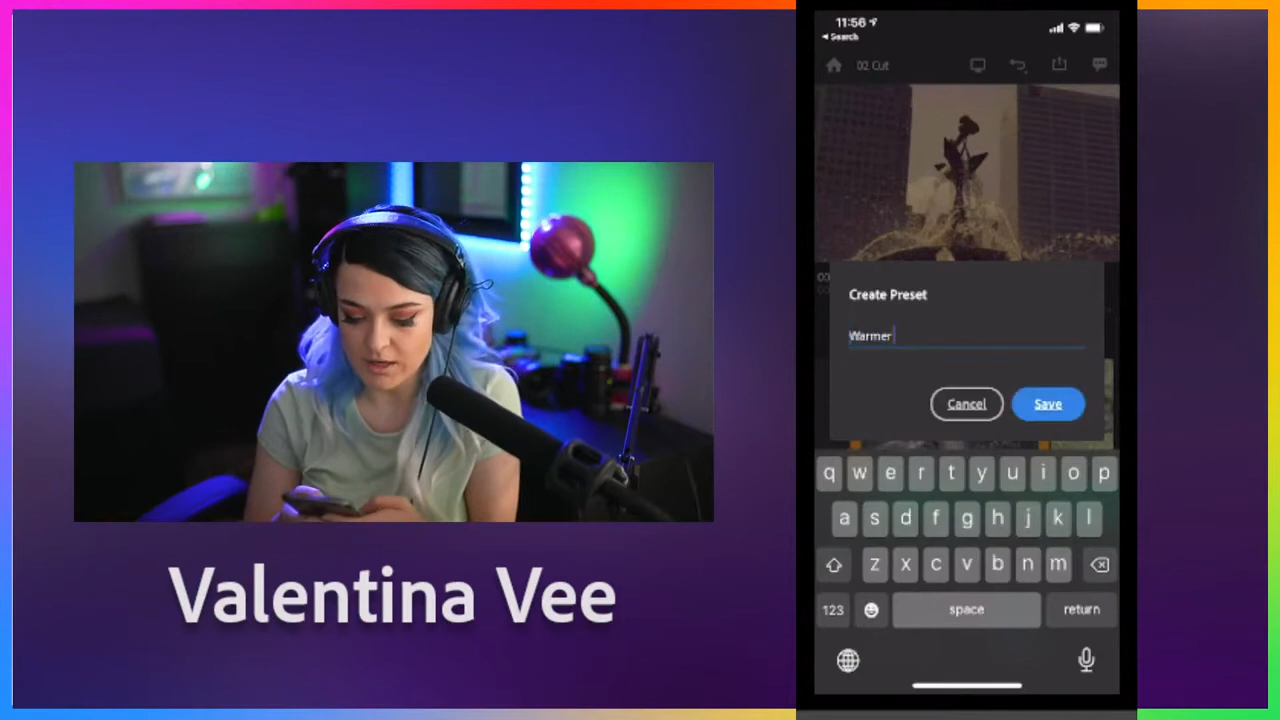 Valentina Vee
11:56
Search
02 Cut
Create Preset
Warmer
Cancel
Save
q w e r t y u i o p
a s d f g h j k l
z x c v b n m
123
space
return